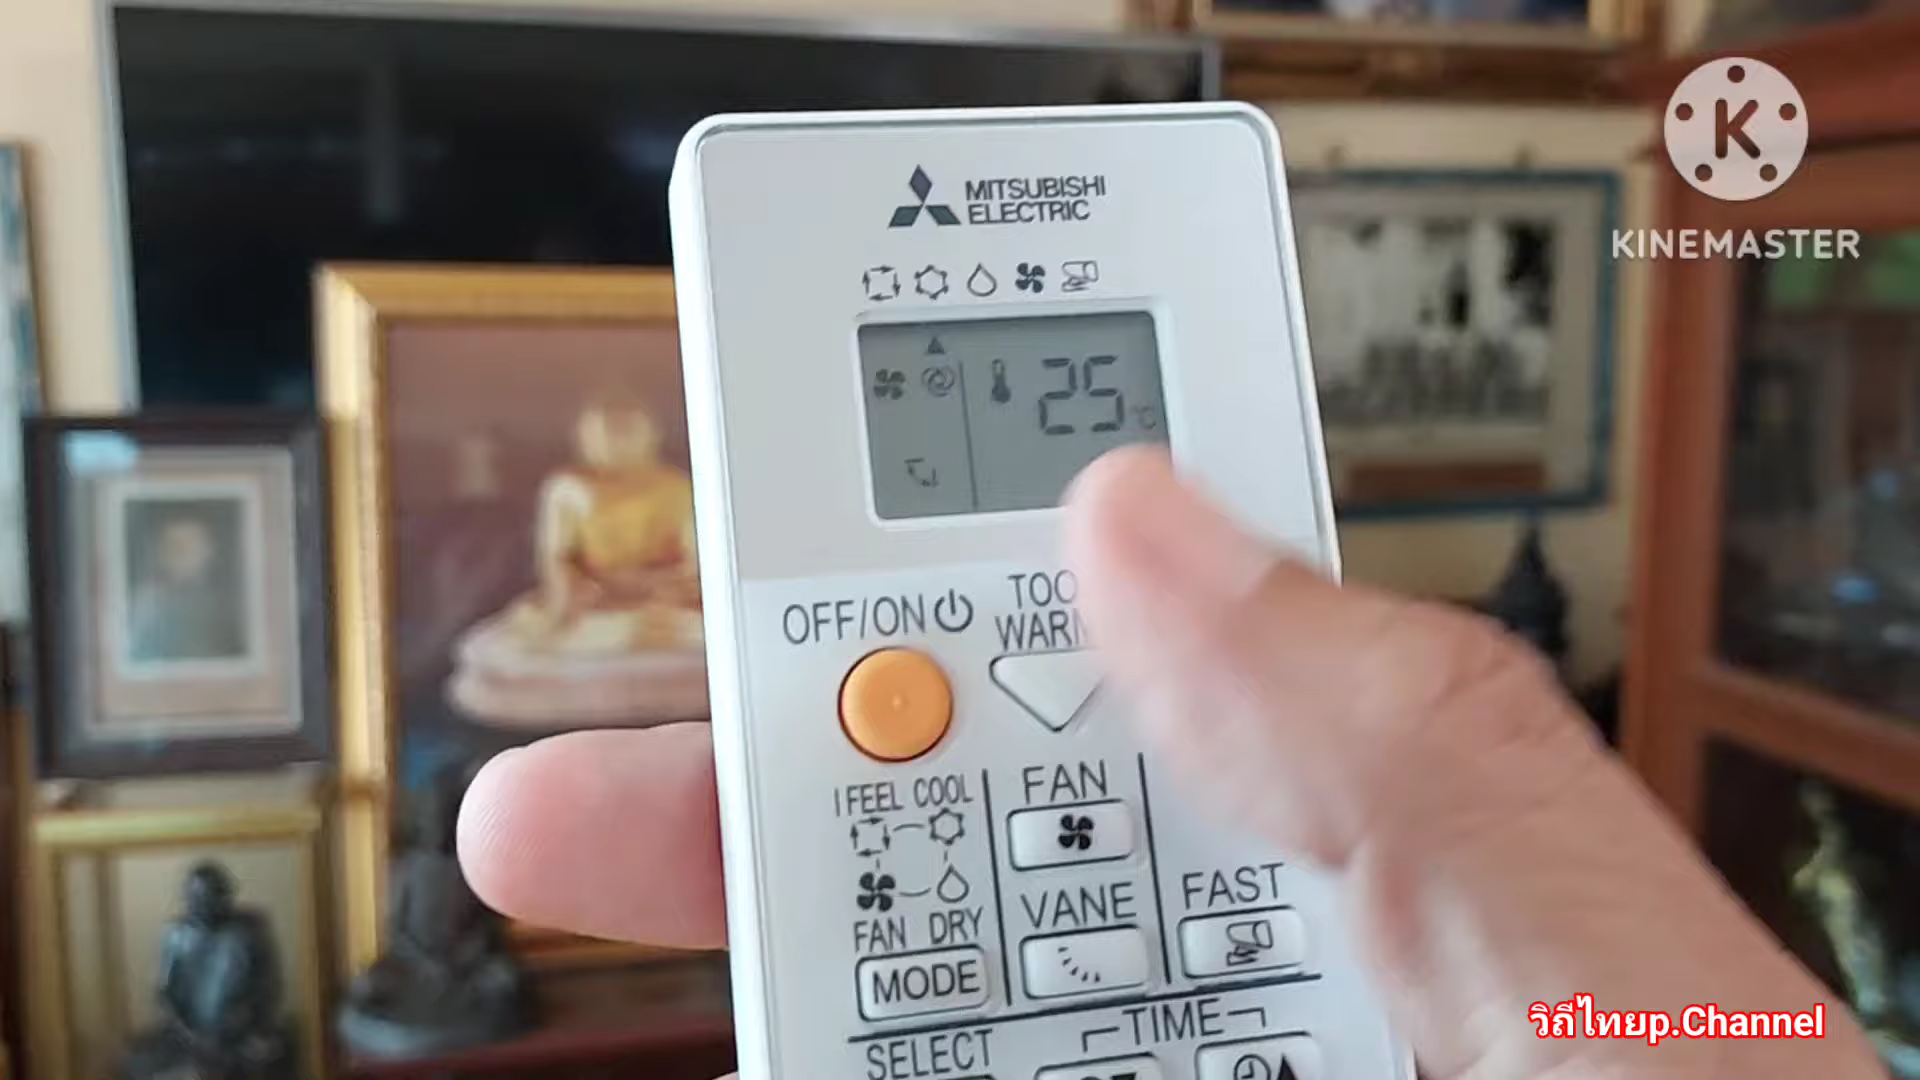 MITSUBISHI
ELECTRIC
KINEMASTER
25 °C
OFF/ON
I FEEL COOL
FAN DRY
MODE
FAN
VANE
FAST
TIME
SELECT
วิถีไทยp.Channel